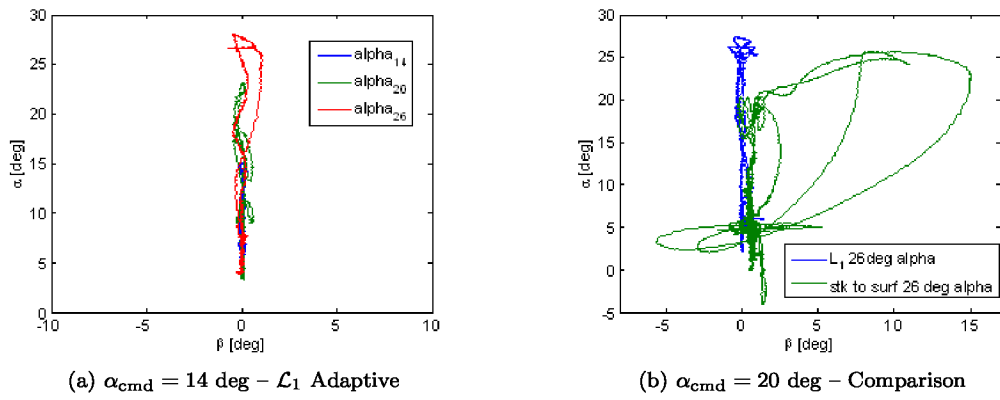 30
25
20
15
10
5
0
-10
-5
0
5
10
α [deg]
β [deg]
alpha14
alpha20
alpha26
(a) αcmd = 14 deg – L1 Adaptive
30
25
20
15
10
5
0
-5
-5
0
5
10
15
α [deg]
β [deg]
L1 26deg alpha
stk to surf 26 deg alpha
(b) αcmd = 20 deg – Comparison